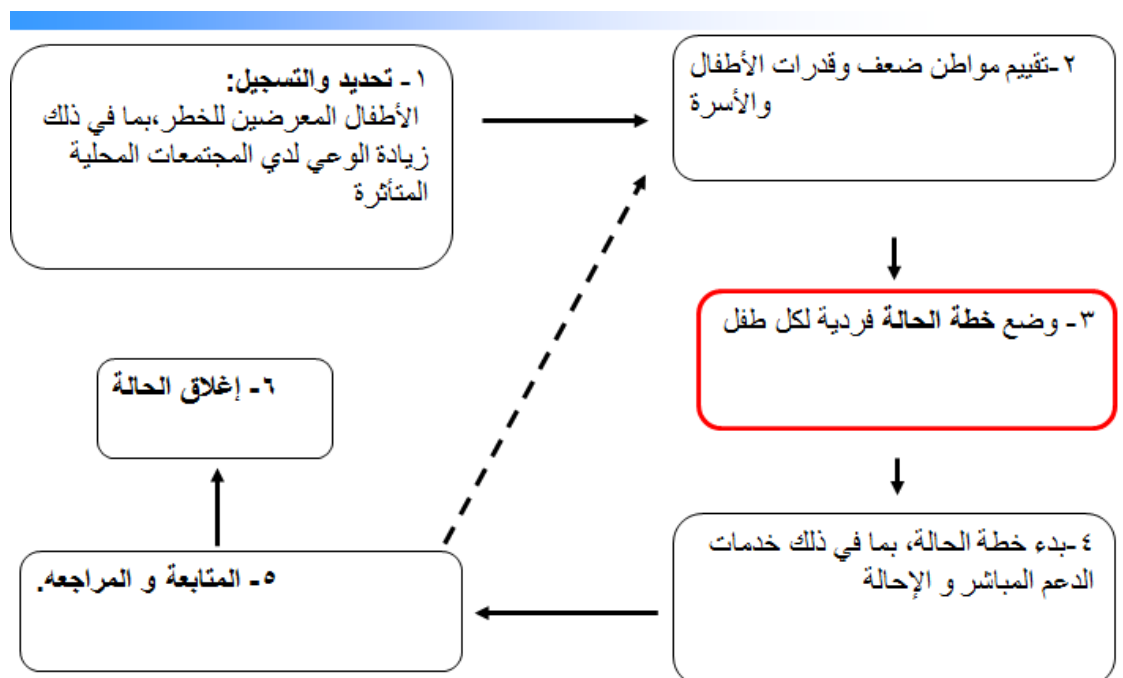 ١- تحديد والتسجيل:
الأطفال المعرضين للخطر،بما في ذلك
زيادة الوعي لدي المجتمعات المحلية
المتأثرة
٢-تقييم مواطن ضعف وقدرات الأطفال
والأسرة
٣- وضع خطة الحالة فردية لكل طفل
٤-بدء خطة الحالة، بما في ذلك خدمات
الدعم المباشر و الإحالة
٥- المتابعة و المراجعه.
٦- إغلاق الحالة